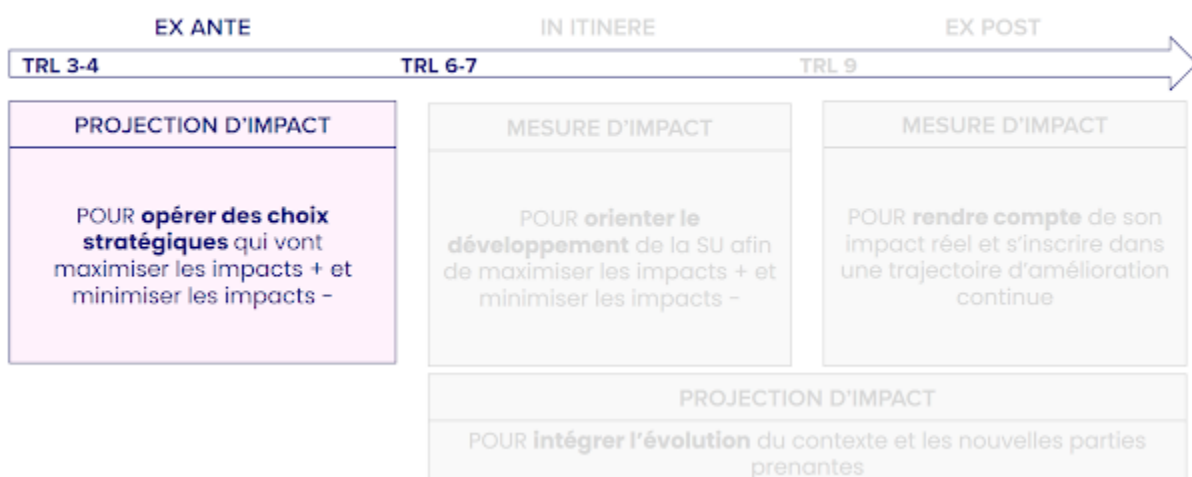 EX ANTE
IN ITINERE
EX POST
TRL 3-4
TRL 6-7
TRL 9
PROJECTION D'IMPACT
POUR opérer des choix
stratégiques qui vont
maximiser les impacts + et
minimiser les impacts -
MESURE D'IMPACT
POUR orienter le
développement de la SU afin
de maximiser les impacts + et
minimiser les impacts -
MESURE D'IMPACT
POUR rendre compte de son
impact réel et s'inscrire dans
une trajectoire d'amélioration
continue
PROJECTION D'IMPACT
POUR intégrer l'évolution du contexte et les nouvelles parties
prenantes